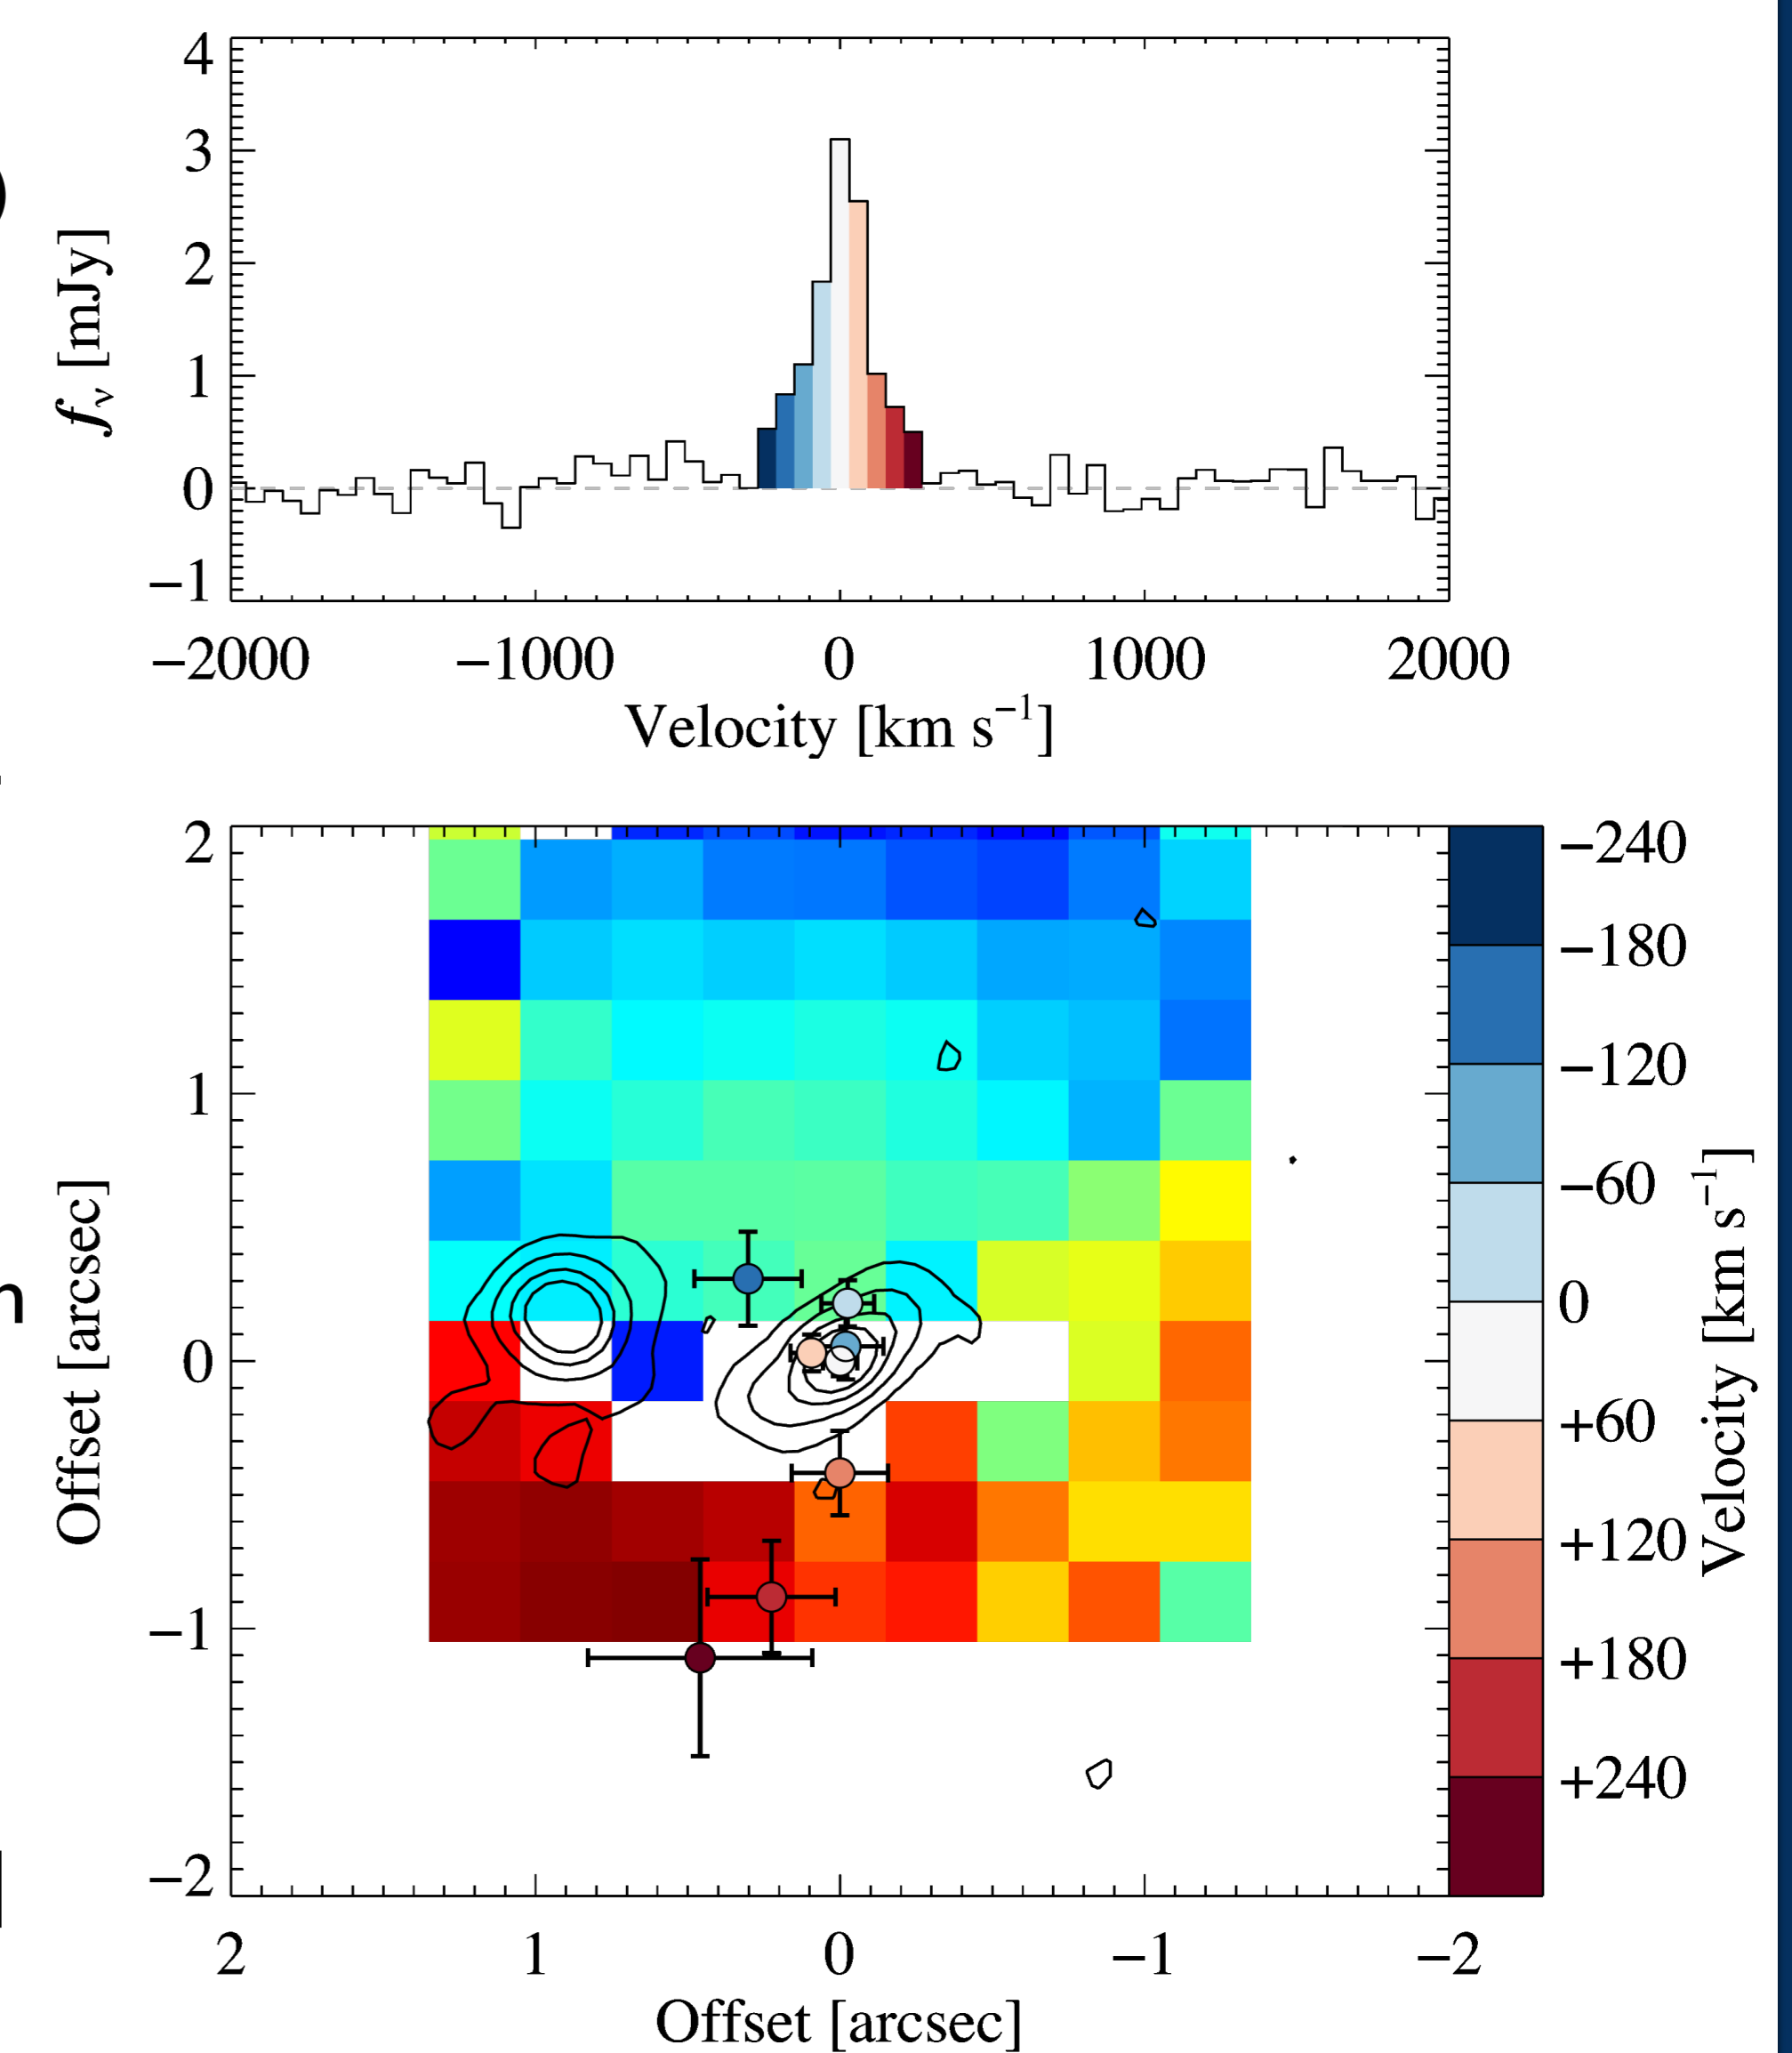 4
3
2
1
0
−1
f_ν [mJy]
−2000 −1000 0 1000 2000
Velocity [km s⁻¹]
2
1
0
−1
−2
Offset [arcsec]
2 1 0 −1 −2
Offset [arcsec]
−240
−180
−120
−60
0
+60
+120
+180
+240
Velocity [km s⁻¹]